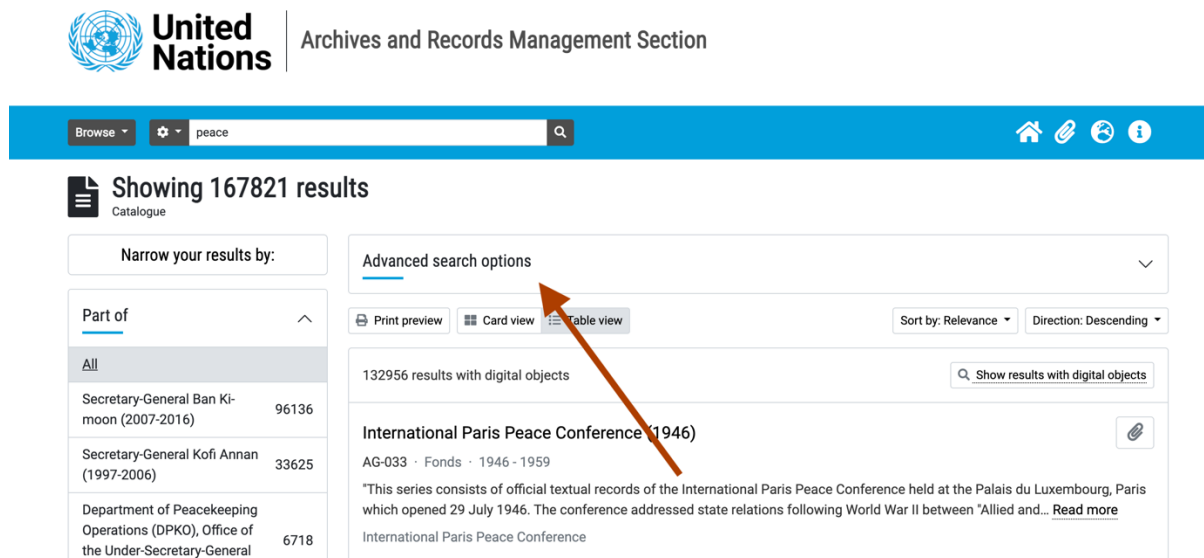 United
Nations
Archives and Records Management Section
Browse
peace
Showing 167821 results
Catalogue
Narrow your results by:
Part of
All
Secretary-General Ban Ki-
moon (2007-2016)
96136
Secretary-General Kofi Annan
(1997-2006)
33625
Department of Peacekeeping
Operations (DPKO), Office of
the Under-Secretary-General
6718
Advanced search options
Print preview
Card view
Table view
Sort by: Relevance
Direction: Descending
132956 results with digital objects
Show results with digital objects
International Paris Peace Conference (1946)
AG-033 · Fonds · 1946 - 1959
"This series consists of official textual records of the International Paris Peace Conference held at the Palais du Luxembourg, Paris
which opened 29 July 1946. The conference addressed state relations following World War II between "Allied and… Read more
International Paris Peace Conference